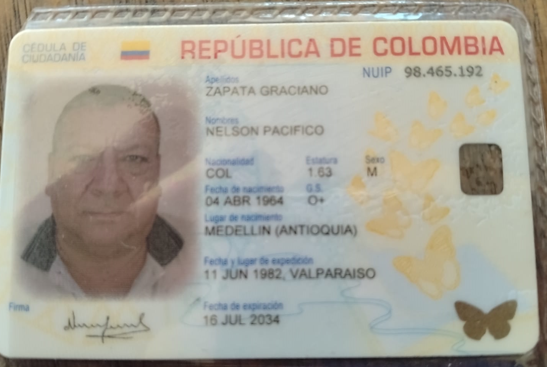 CÉDULA DE
CIUDADANÍA
REPÚBLICA DE COLOMBIA
NUIP 98.465.192
Apellidos
ZAPATA GRACIANO
Nombres
NELSON PACIFICO
Nacionalidad Estatura Sexo
COL 1.63 M
Fecha de nacimiento G.S.
04 ABR 1964 O+
Lugar de nacimiento
MEDELLIN (ANTIOQUIA)
Fecha y lugar de expedición
11 JUN 1982, VALPARAISO
Fecha de expiración
16 JUL 2034
Firma